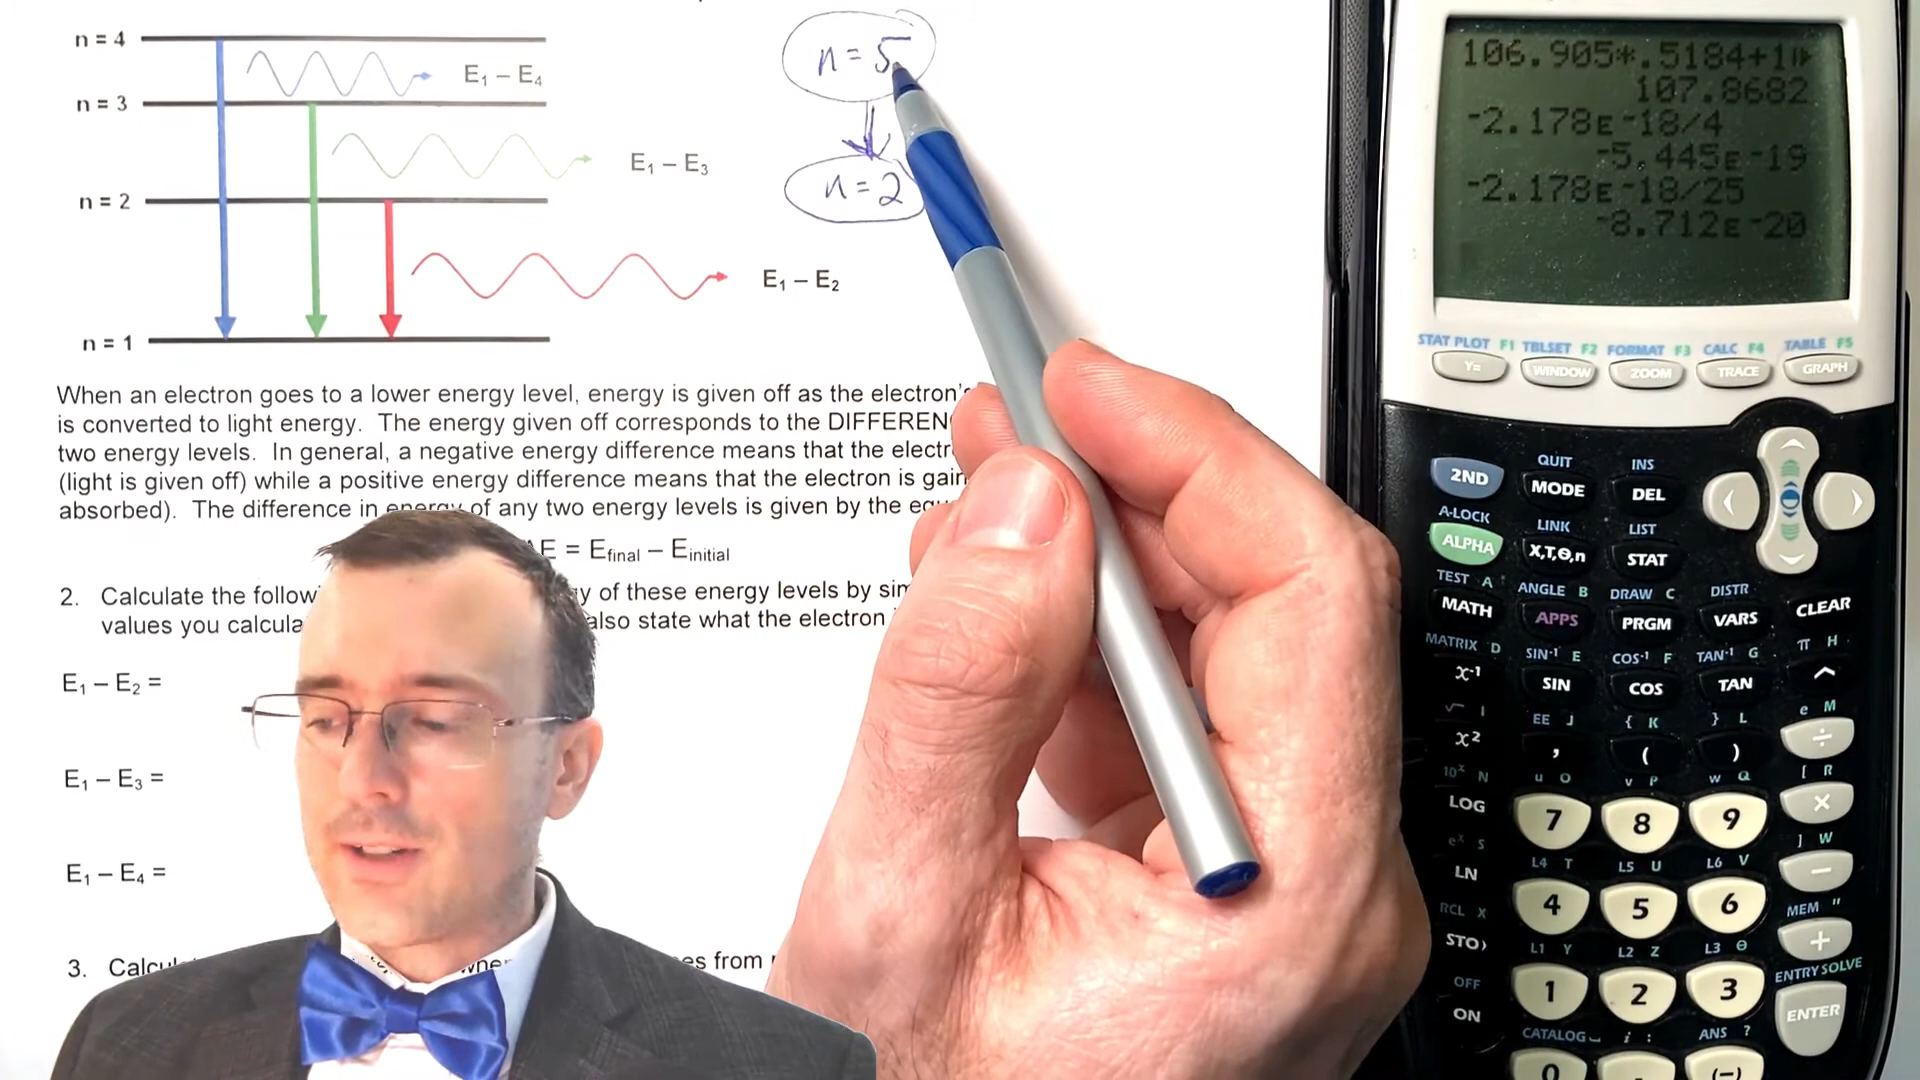 n = 4
E₁ – E₄
n = 3
E₁ – E₃
n = 2
E₁ – E₂
n = 1
n = 5
n = 2
When an electron goes to a lower energy level, energy is given off as the electron's
is converted to light energy. The energy given off corresponds to the
two energy levels. In general, a negative energy difference means that the
(light is given off) while a positive energy difference means that the electron is
absorbed). The difference in energy of any two energy levels is given by the
E = Efinal – Einitial
2. Calculate the of these energy levels by
values you also state what the electron
E₁ – E₂ =
E₁ – E₃ =
E₁ – E₄ =
3. from
106.905*.5184+1
107.8682
-2.178E-18/4
-5.445E-19
-2.178E-18/25
-8.712E-20
STAT PLOT F1 TBLSET F2 FORMAT F3 CALC F4 TABLE F5
Y= WINDOW ZOOM TRACE GRAPH
QUIT INS
2ND MODE DEL
A-LOCK LINK LIST
ALPHA X,T,Θ,n STAT
TEST A ANGLE B DRAW C DISTR
MATH APPS PRGM VARS CLEAR
MATRIX D SIN-1 E COS-1 F TAN-1 G π H
x-1 SIN COS TAN ^
√ I EE J { K } L e M
x² , ( ) ÷
10ˣ N u O v P w Q [ R
LOG 7 8 9 ×
eˣ S L4 T L5 U L6 V ] W
LN 4 5 6 −
RCL X L1 Y L2 Z L3 Θ MEM "
STO› 1 2 3 +
OFF CATALOG i : ANS ? ENTRY SOLVE
ON 0 . (−) ENTER